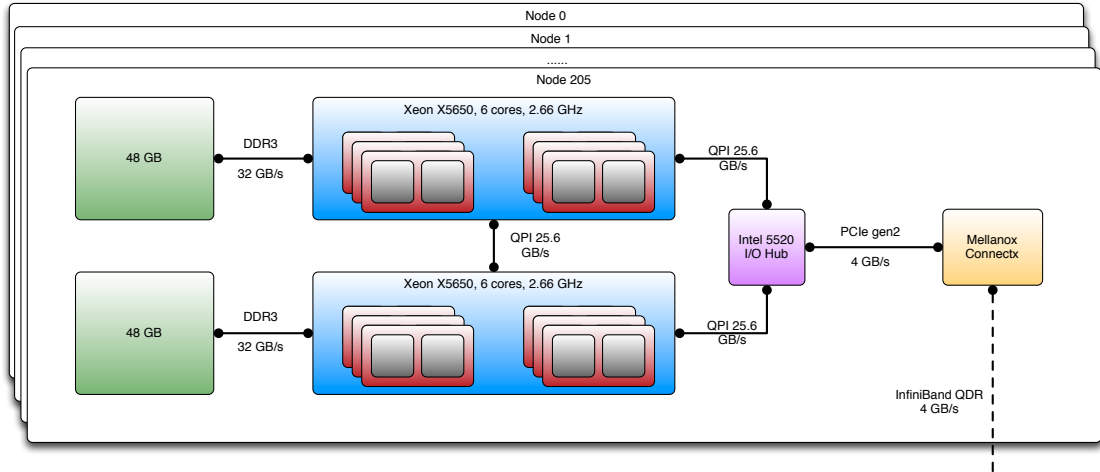 Node 0
Node 1
......
Node 205
Xeon X5650, 6 cores, 2.66 GHz
48 GB
DDR3
32 GB/s
QPI 25.6
GB/s
QPI 25.6
GB/s
Intel 5520
I/O Hub
PCIe gen2
4 GB/s
Mellanox
Connectx
Xeon X5650, 6 cores, 2.66 GHz
48 GB
DDR3
32 GB/s
QPI 25.6
GB/s
InfiniBand QDR
4 GB/s